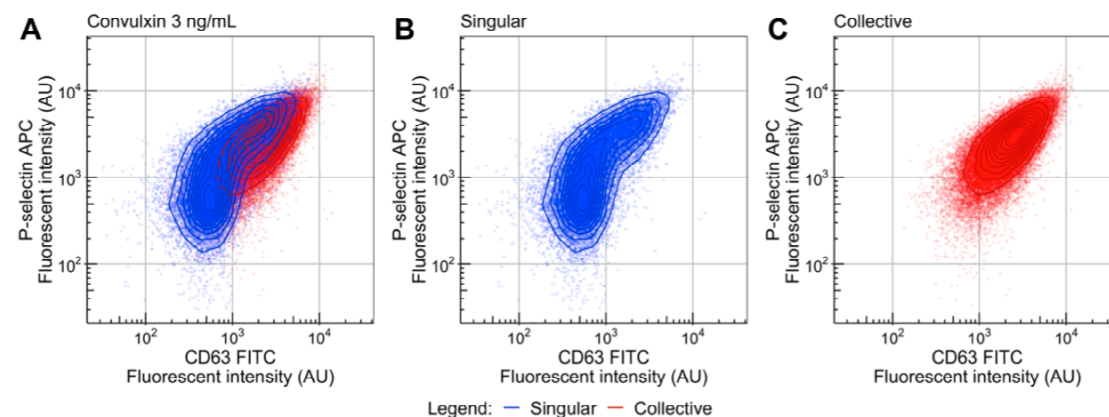 A Convulxin 3 ng/mL
P-selectin APC
Fluorescent intensity (AU)
10⁴
10³
10²
10² 10³ 10⁴
CD63 FITC
Fluorescent intensity (AU)
B Singular
P-selectin APC
Fluorescent intensity (AU)
10⁴
10³
10²
10² 10³ 10⁴
CD63 FITC
Fluorescent intensity (AU)
C Collective
P-selectin APC
Fluorescent intensity (AU)
10⁴
10³
10²
10² 10³ 10⁴
CD63 FITC
Fluorescent intensity (AU)
Legend: Singular Collective